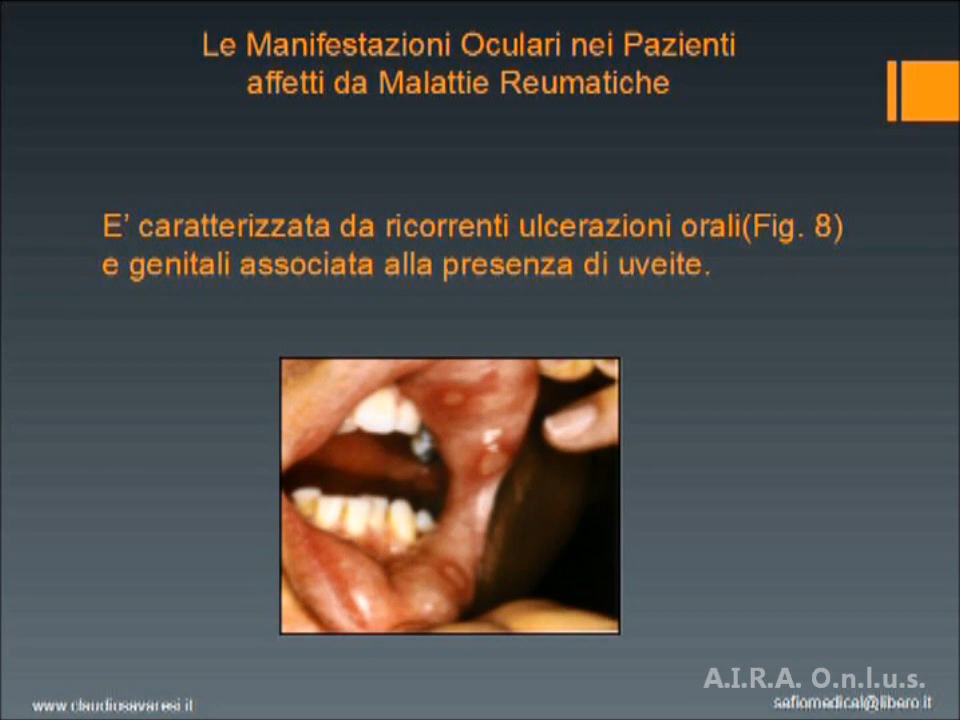 Le Manifestazioni Oculari nei Pazienti
affetti da Malattie Reumatiche
E' caratterizzata da ricorrenti ulcerazioni orali(Fig. 8)
e genitali associata alla presenza di uveite.
A.I.R.A. O.n.l.u.s.
www.claudiosavaresi.it
safiomedical@libero.it